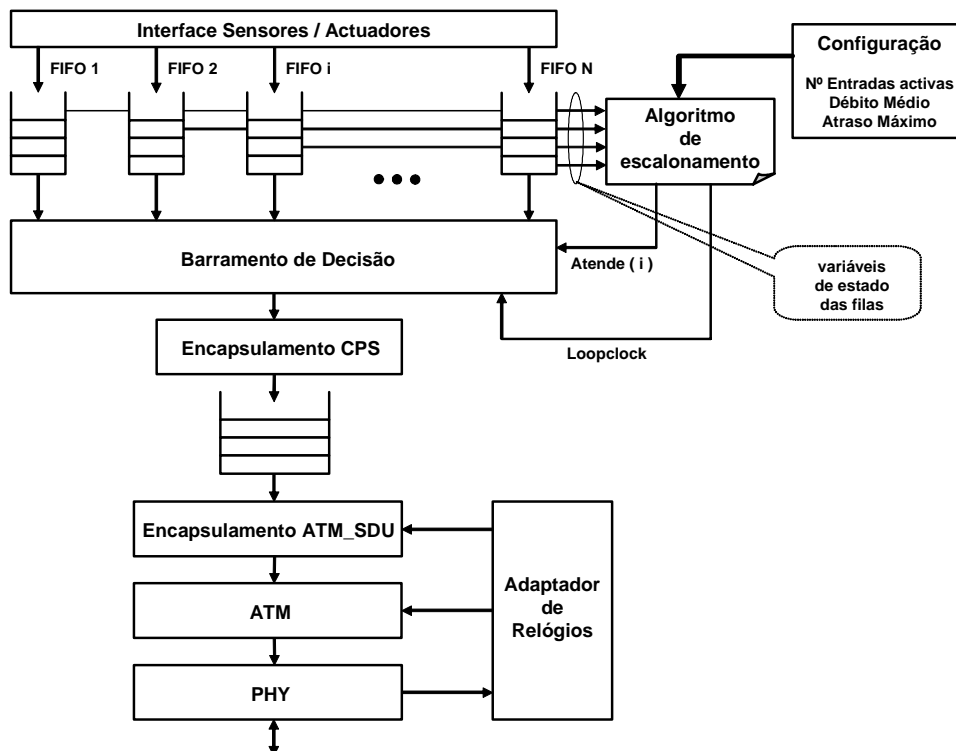 Interface Sensores / Actuadores
FIFO 1
FIFO 2
FIFO i
FIFO N
Configuração
Nº Entradas activas
Débito Médio
Atraso Máximo
Algoritmo
de
escalonamento
Barramento de Decisão
Atende ( i )
variáveis
de estado
das filas
Loopclock
Encapsulamento CPS
Encapsulamento ATM_SDU
ATM
PHY
Adaptador
de
Relógios